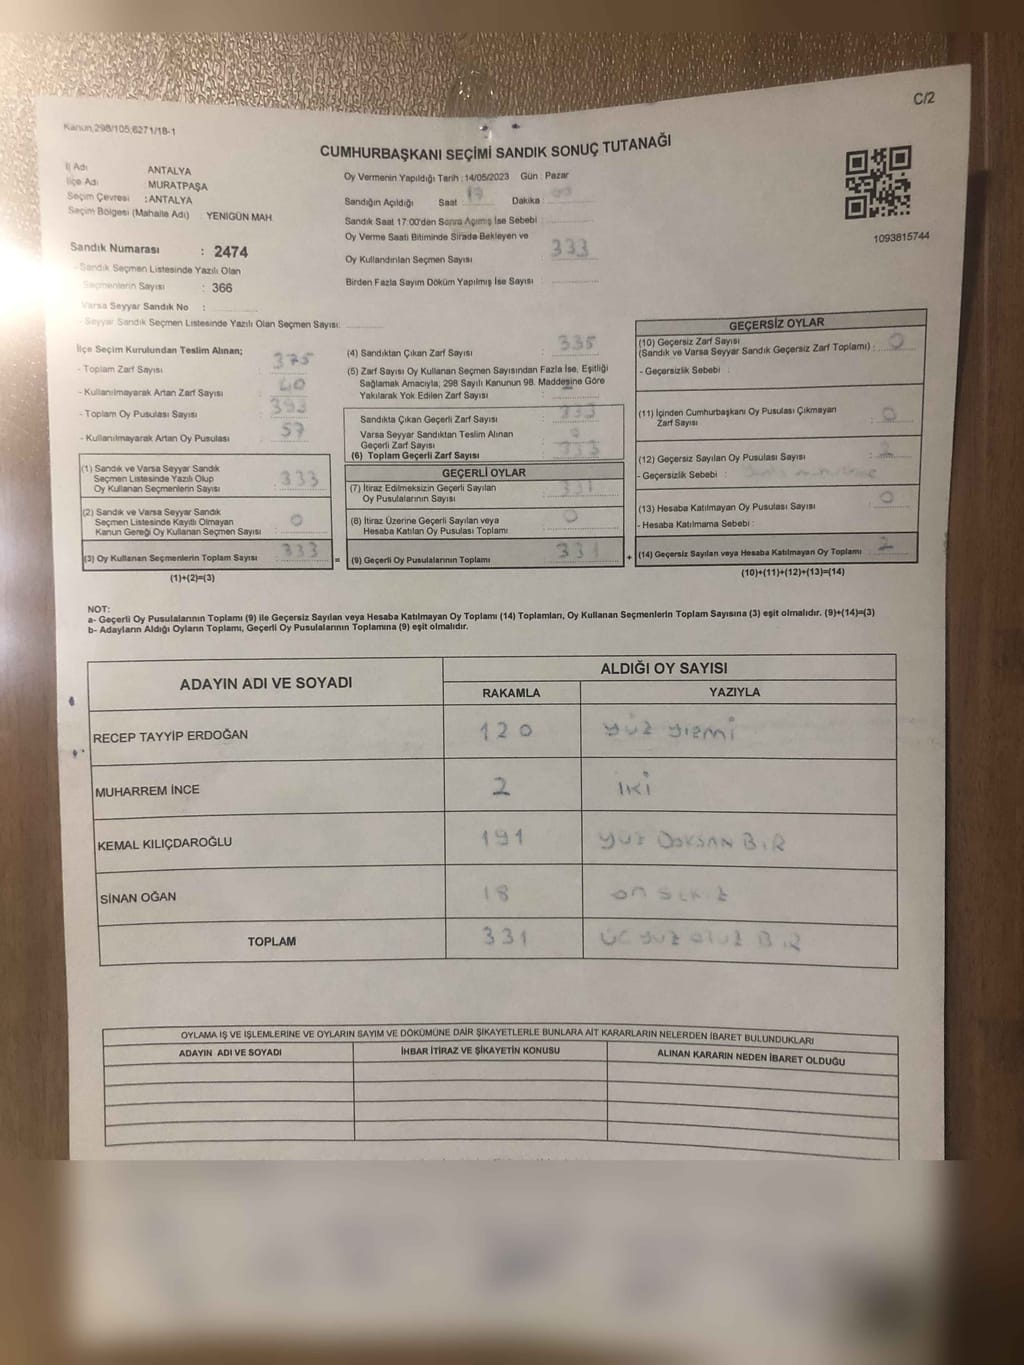 C/2
Kanun,298/105,6271/18-1
CUMHURBAŞKANI SEÇİMİ SANDIK SONUÇ TUTANAĞI
İl Adı ANTALYA
İlçe Adı : MURATPAŞA
Seçim Çevresi : ANTALYA
Seçim Bölgesi (Mahalle Adı) : YENİGÜN MAH.
Oy Vermenin Yapıldığı Tarih : 14/05/2023 Gün : Pazar
Sandığın Açıldığı Saat : Dakika :
Sandık Saat 17:00'den Sonra Açılmış İse Sebebi :
Oy Verme Saati Bitiminde Sırada Bekleyen ve
Oy Kullandırılan Seçmen Sayısı : 333
Birden Fazla Sayım Döküm Yapılmış İse Sayısı :
1093815744
Sandık Numarası : 2474
- Sandık Seçmen Listesinde Yazılı Olan
Seçmenlerin Sayısı : 366
Varsa Seyyar Sandık No :
- Seyyar Sandık Seçmen Listesinde Yazılı Olan Seçmen Sayısı:
İlçe Seçim Kurulundan Teslim Alınan;
- Toplam Zarf Sayısı : 375
- Kullanılmayarak Artan Zarf Sayısı : 40
- Toplam Oy Pusulası Sayısı : 393
- Kullanılmayarak Artan Oy Pusulası : 57
(1) Sandık ve Varsa Seyyar Sandık
Seçmen Listesinde Yazılı Olup
Oy Kullanan Seçmenlerin Sayısı : 333
(2) Sandık ve Varsa Seyyar Sandık
Seçmen Listesinde Kayıtlı Olmayan
Kanun Gereği Oy Kullanan Seçmen Sayısı : 0
(3) Oy Kullanan Seçmenlerin Toplam Sayısı : 333
(1)+(2)=(3)
(4) Sandıktan Çıkan Zarf Sayısı : 335
(5) Zarf Sayısı Oy Kullanan Seçmen Sayısından Fazla İse, Eşitliği
Sağlamak Amacıyla; 298 Sayılı Kanunun 98. Maddesine Göre
Yakılarak Yok Edilen Zarf Sayısı :
Sandıkta Çıkan Geçerli Zarf Sayısı : 333
Varsa Seyyar Sandıktan Teslim Alınan
Geçerli Zarf Sayısı : 0
(6) Toplam Geçerli Zarf Sayısı : 333
GEÇERLİ OYLAR
(7) İtiraz Edilmeksizin Geçerli Sayılan
Oy Pusulalarının Sayısı : 331
(8) İtiraz Üzerine Geçerli Sayılan veya
Hesaba Katılan Oy Pusulası Toplamı : 0
= (9) Geçerli Oy Pusulalarının Toplamı : 331
GEÇERSİZ OYLAR
(10) Geçersiz Zarf Sayısı
(Sandık ve Varsa Seyyar Sandık Geçersiz Zarf Toplamı) : 0
- Geçersizlik Sebebi :
(11) İçinden Cumhurbaşkanı Oy Pusulası Çıkmayan
Zarf Sayısı : 0
(12) Geçersiz Sayılan Oy Pusulası Sayısı : 2
- Geçersizlik Sebebi :
(13) Hesaba Katılmayan Oy Pusulası Sayısı : 0
- Hesaba Katılmama Sebebi :
+ (14) Geçersiz Sayılan veya Hesaba Katılmayan Oy Toplamı : 2
(10)+(11)+(12)+(13)=(14)
NOT:
a- Geçerli Oy Pusulalarının Toplamı (9) ile Geçersiz Sayılan veya Hesaba Katılmayan Oy Toplamı (14) Toplamları, Oy Kullanan Seçmenlerin Toplam Sayısına (3) eşit olmalıdır. (9)+(14)=(3)
b- Adayların Aldığı Oyların Toplamı, Geçerli Oy Pusulalarının Toplamına (9) eşit olmalıdır.
ADAYIN ADI VE SOYADI ALDIĞI OY SAYISI
RAKAMLA YAZIYLA
RECEP TAYYİP ERDOĞAN 120 YÜZ YİRMİ
MUHARREM İNCE 2 İKİ
KEMAL KILIÇDAROĞLU 191 YÜZ DOKSAN BİR
SİNAN OĞAN 18 ON SEKİZ
TOPLAM 331 ÜÇ YÜZ OTUZ BİR
OYLAMA İŞ VE İŞLEMLERİNE VE OYLARIN SAYIM VE DÖKÜMÜNE DAİR ŞİKAYETLERLE BUNLARA AİT KARARLARIN NELERDEN İBARET BULUNDUKLARI
ADAYIN ADI VE SOYADI İHBAR İTİRAZ VE ŞİKAYETİN KONUSU ALINAN KARARIN NEDEN İBARET OLDUĞU